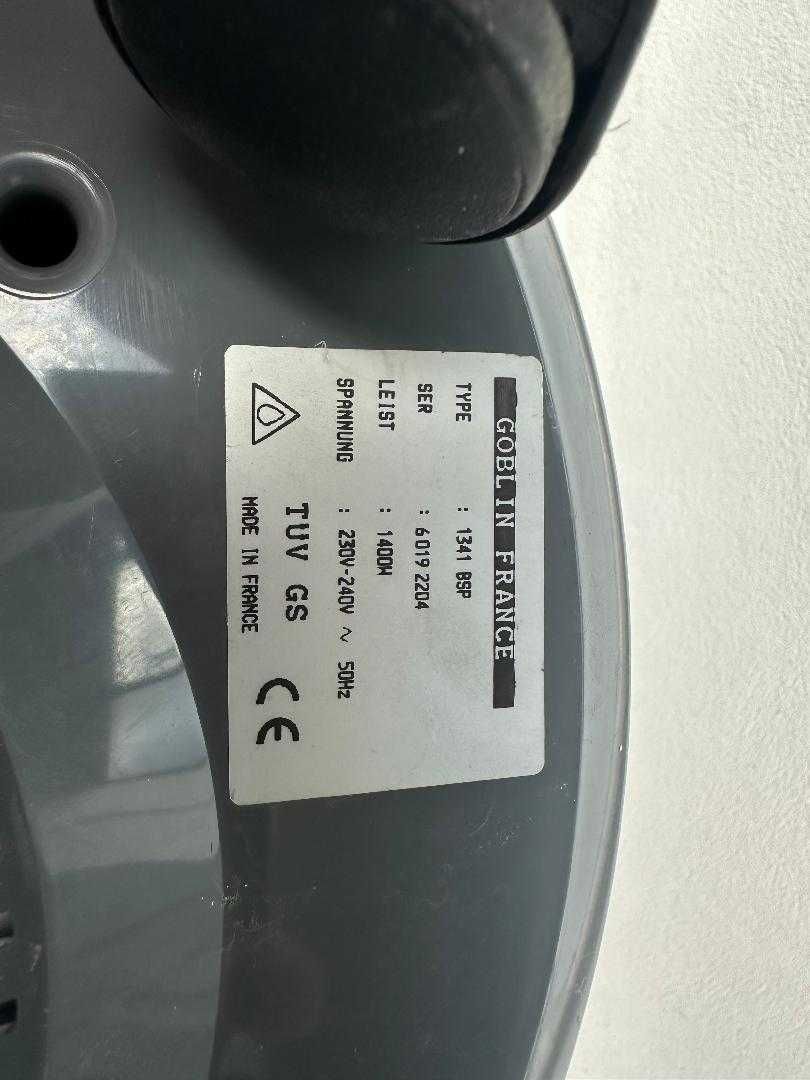 GOBLIN FRANCE
TYPE : 1341 BSP
SER : 6019 2204
LEIST : 1400W
SPANNUNG : 230V-240V ~ 50Hz
TUV GS CE
MADE IN FRANCE